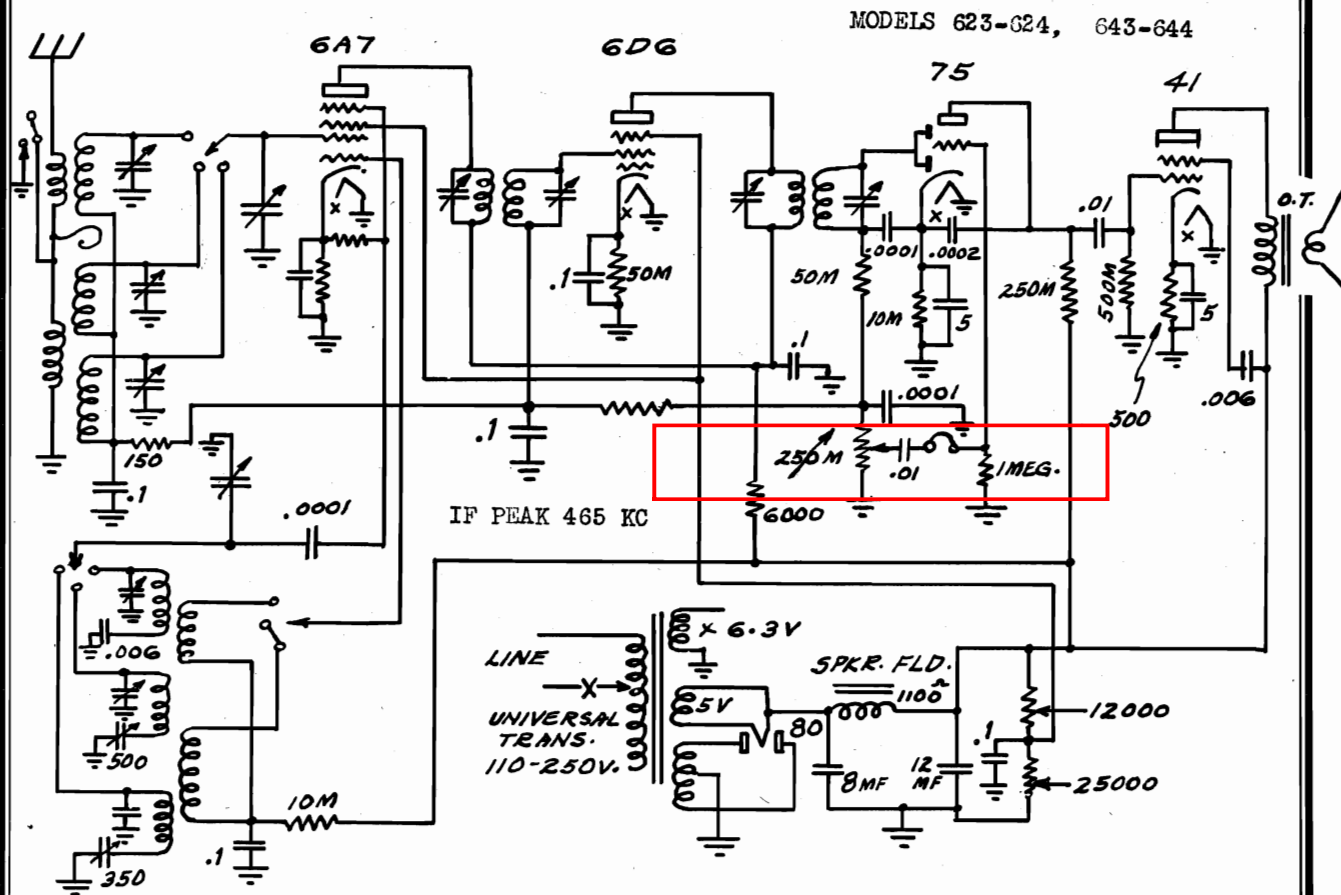 MODELS 623-624, 643-644
6A7
6D6
75
41
O.T.
X
X
X
X
.01
.0001
.0002
.1
50M
50M
10M
5
250M
500M
5
.1
.0001
.006
500
.1
250M
.01
1MEG.
150
.1
.0001
IF PEAK 465 KC
6000
.006
LINE
X
X 6.3V
SPKR. FLD.
1100Ω
5V
80
UNIVERSAL
TRANS.
110-250V.
12000
.1
8MF
12
MF
25000
500
10M
.1
350